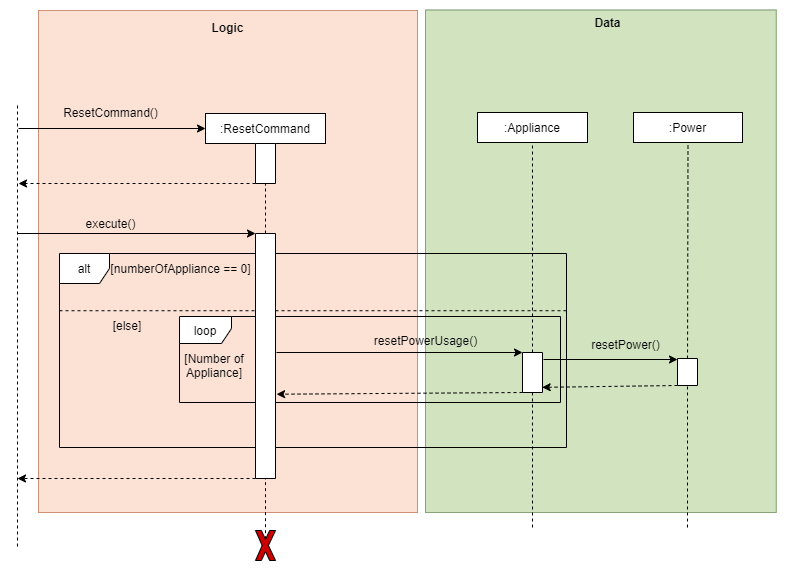 Logic
Data
ResetCommand()
:ResetCommand
:Appliance
:Power
execute()
alt
[numberOfAppliance == 0]
[else]
loop
resetPowerUsage()
resetPower()
[Number of
Appliance]